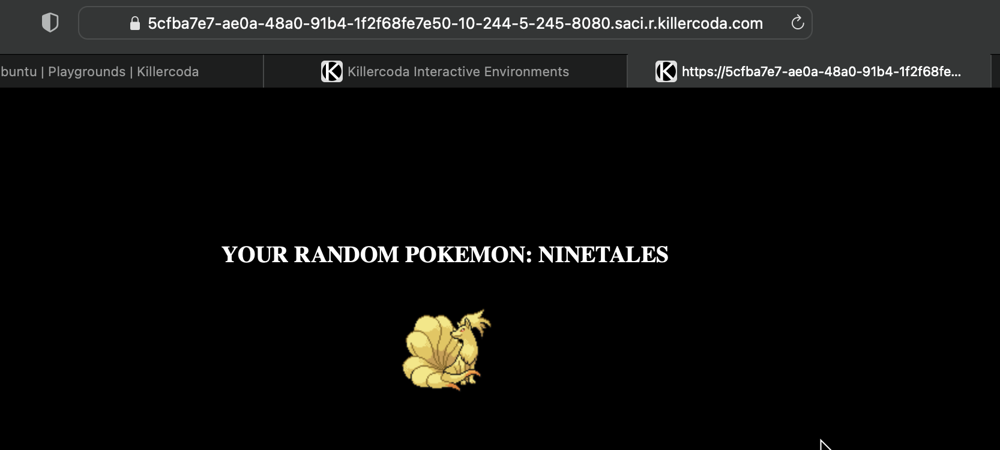 5cfba7e7-ae0a-48a0-91b4-1f2f68fe7e50-10-244-5-245-8080.saci.r.killercoda.com
buntu | Playgrounds | Killercoda
K Killercoda Interactive Environments
K https://5cfba7e7-ae0a-48a0-91b4-1f2f68fe...
YOUR RANDOM POKEMON: NINETALES